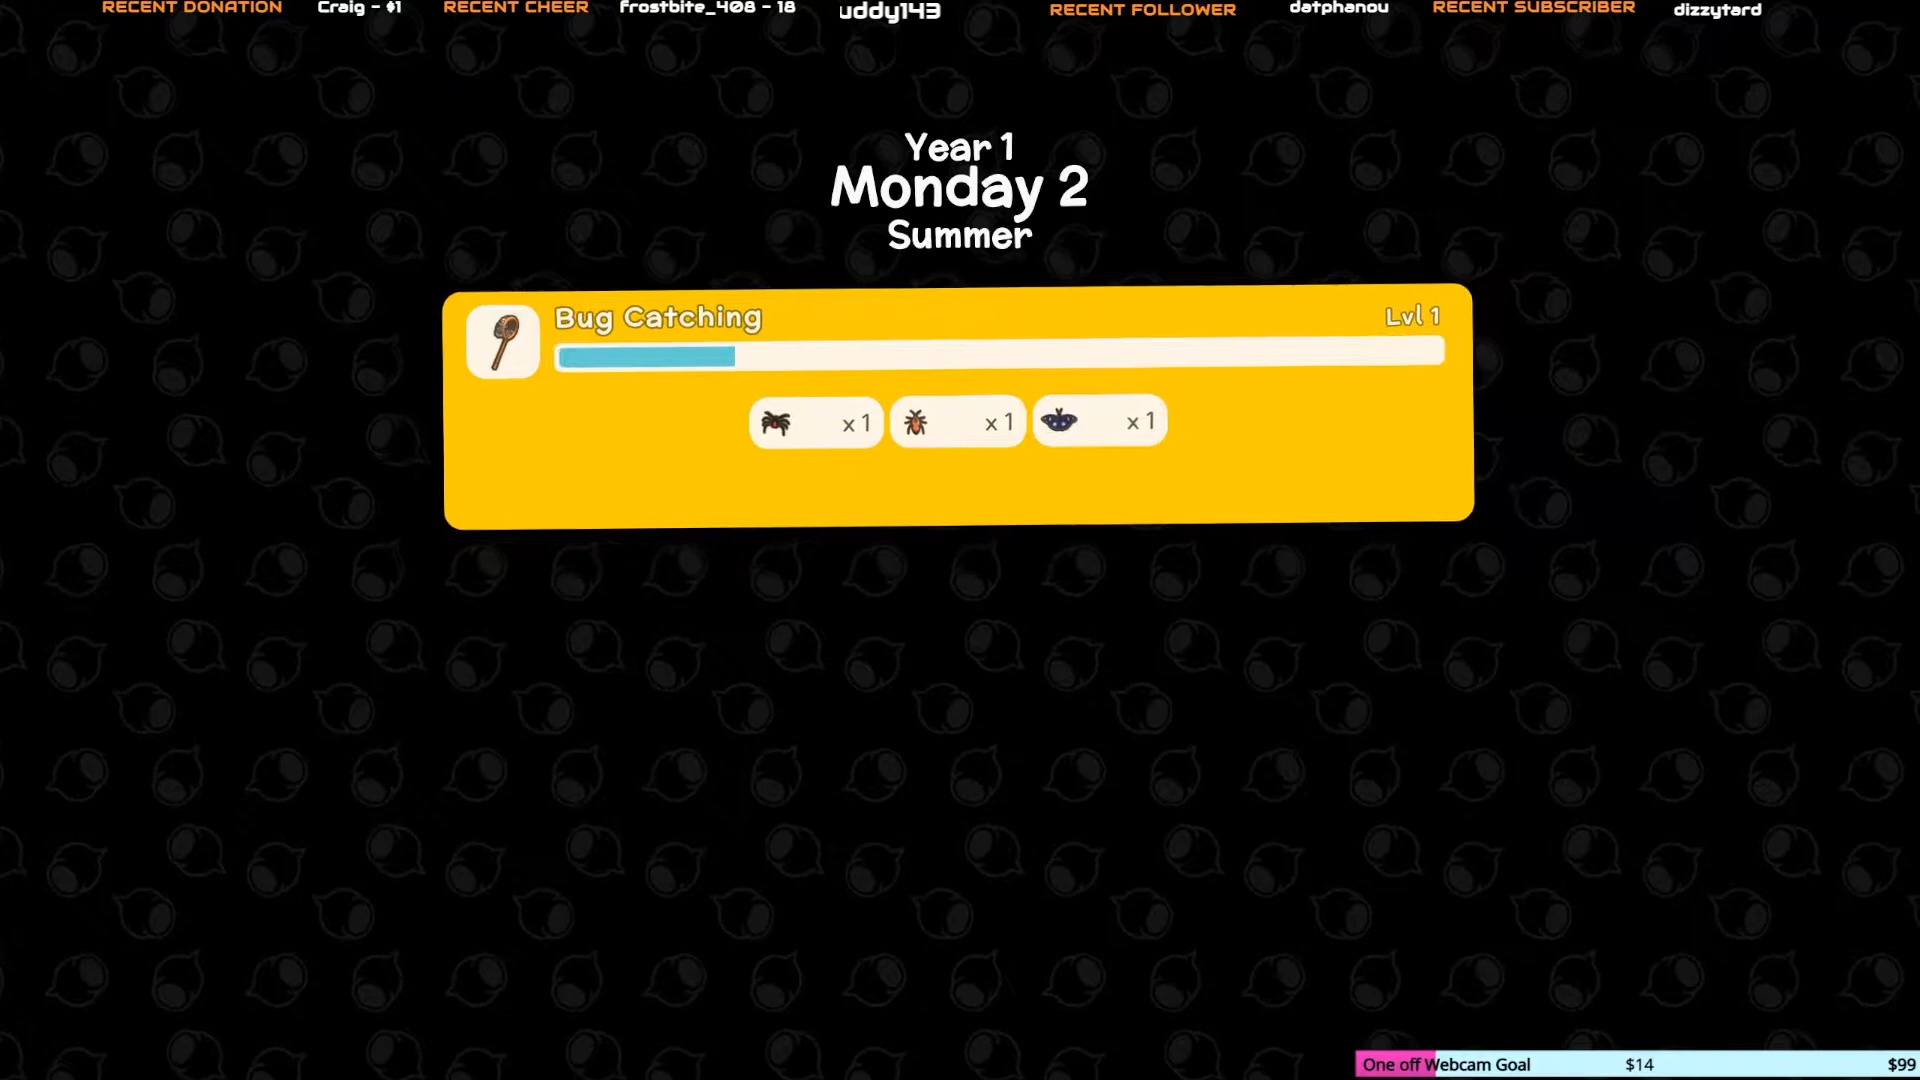 RECENT DONATION Craig - $1 RECENT CHEER frostbite_408 - 18 uddy143 RECENT FOLLOWER datphanou RECENT SUBSCRIBER dizzytard
Year 1
Monday 2
Summer
Bug Catching Lvl 1
x 1 x 1 x 1
One off Webcam Goal $14 $99